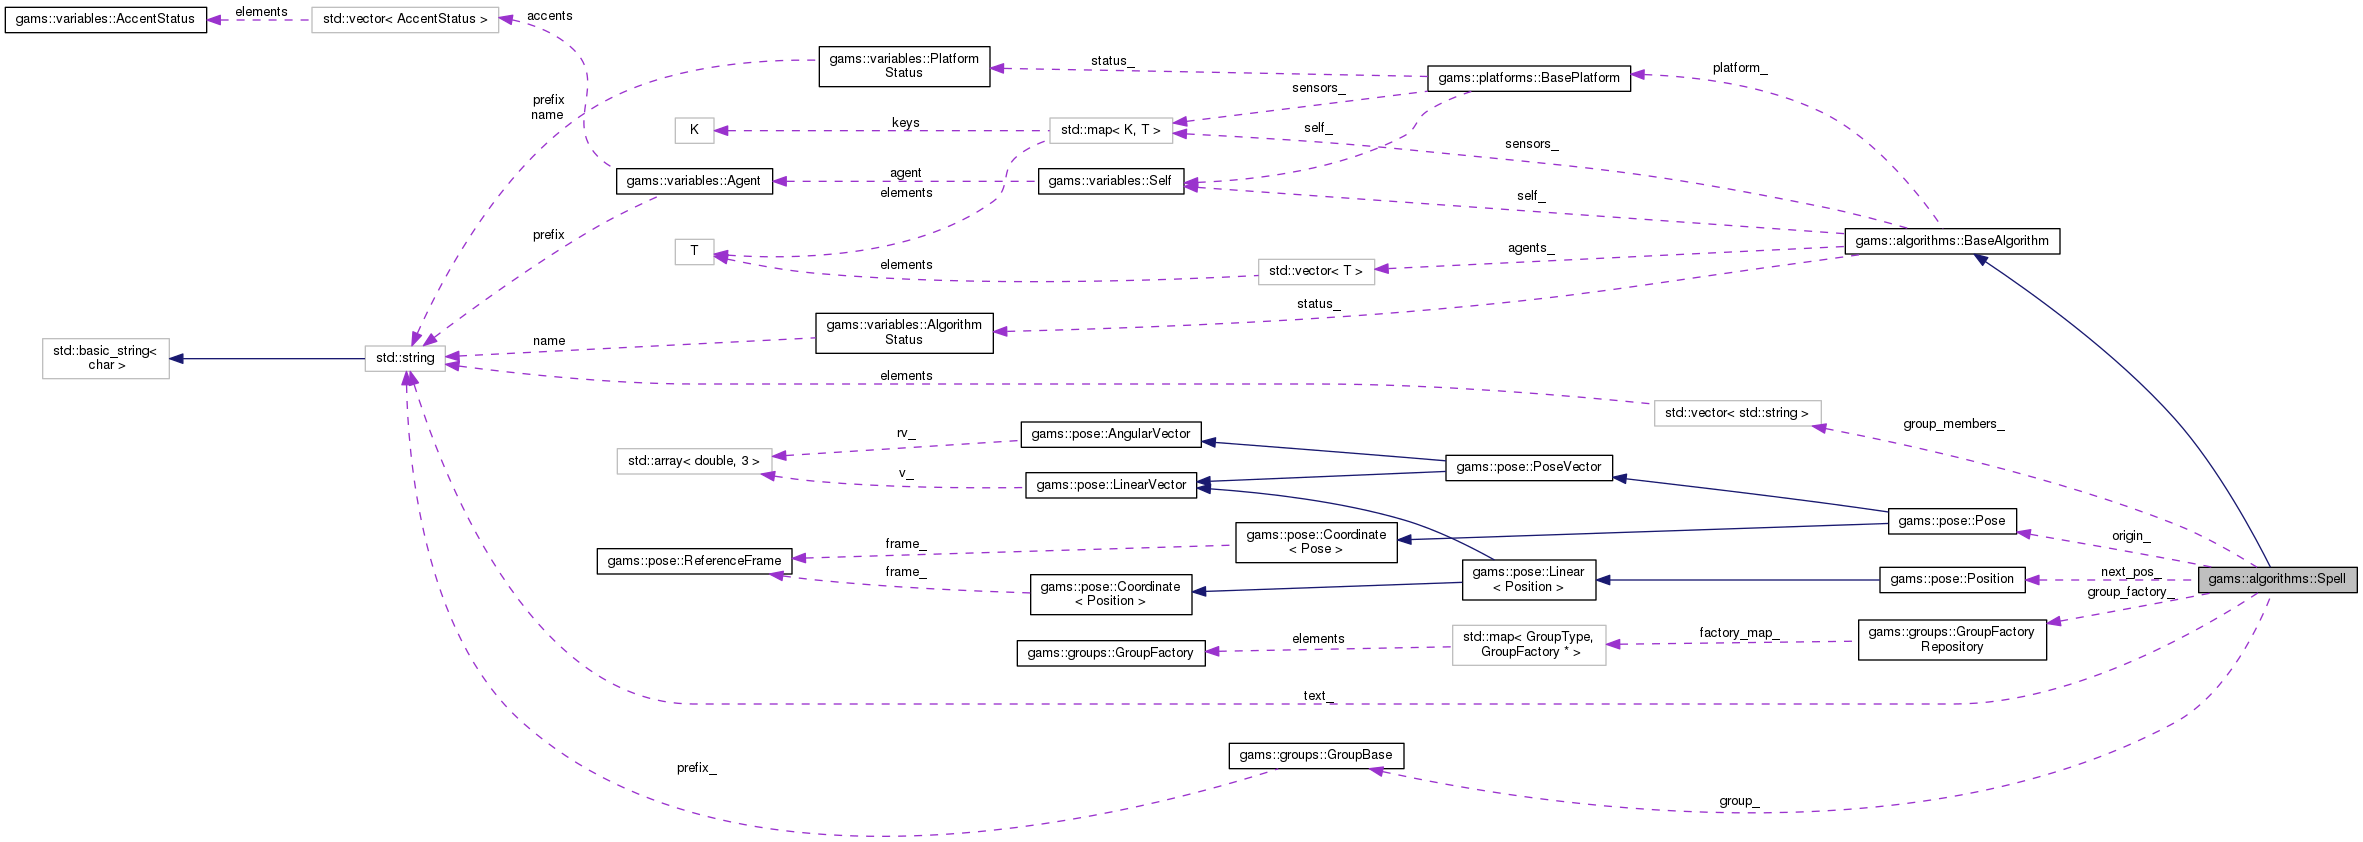 gams::variables::AccentStatus
elements
std::vector< AccentStatus >
accents
gams::variables::Platform
Status
status_
gams::platforms::BasePlatform
platform_
prefix
name
sensors_
K
keys
std::map< K, T >
self_
sensors_
gams::variables::Agent
agent
gams::variables::Self
elements
self_
prefix
T
elements
std::vector< T >
agents_
gams::algorithms::BaseAlgorithm
status_
gams::variables::Algorithm
Status
name
std::basic_string<
char >
std::string
elements
std::vector< std::string >
group_members_
rv_
gams::pose::AngularVector
std::array< double, 3 >
v_
gams::pose::LinearVector
gams::pose::PoseVector
gams::pose::Pose
origin_
gams::pose::Coordinate
< Pose >
frame_
gams::pose::ReferenceFrame
frame_
gams::pose::Coordinate
< Position >
gams::pose::Linear
< Position >
gams::pose::Position
next_pos_
gams::algorithms::Spell
group_factory_
gams::groups::GroupFactory
elements
std::map< GroupType,
GroupFactory * >
factory_map_
gams::groups::GroupFactory
Repository
text_
gams::groups::GroupBase
prefix_
group_